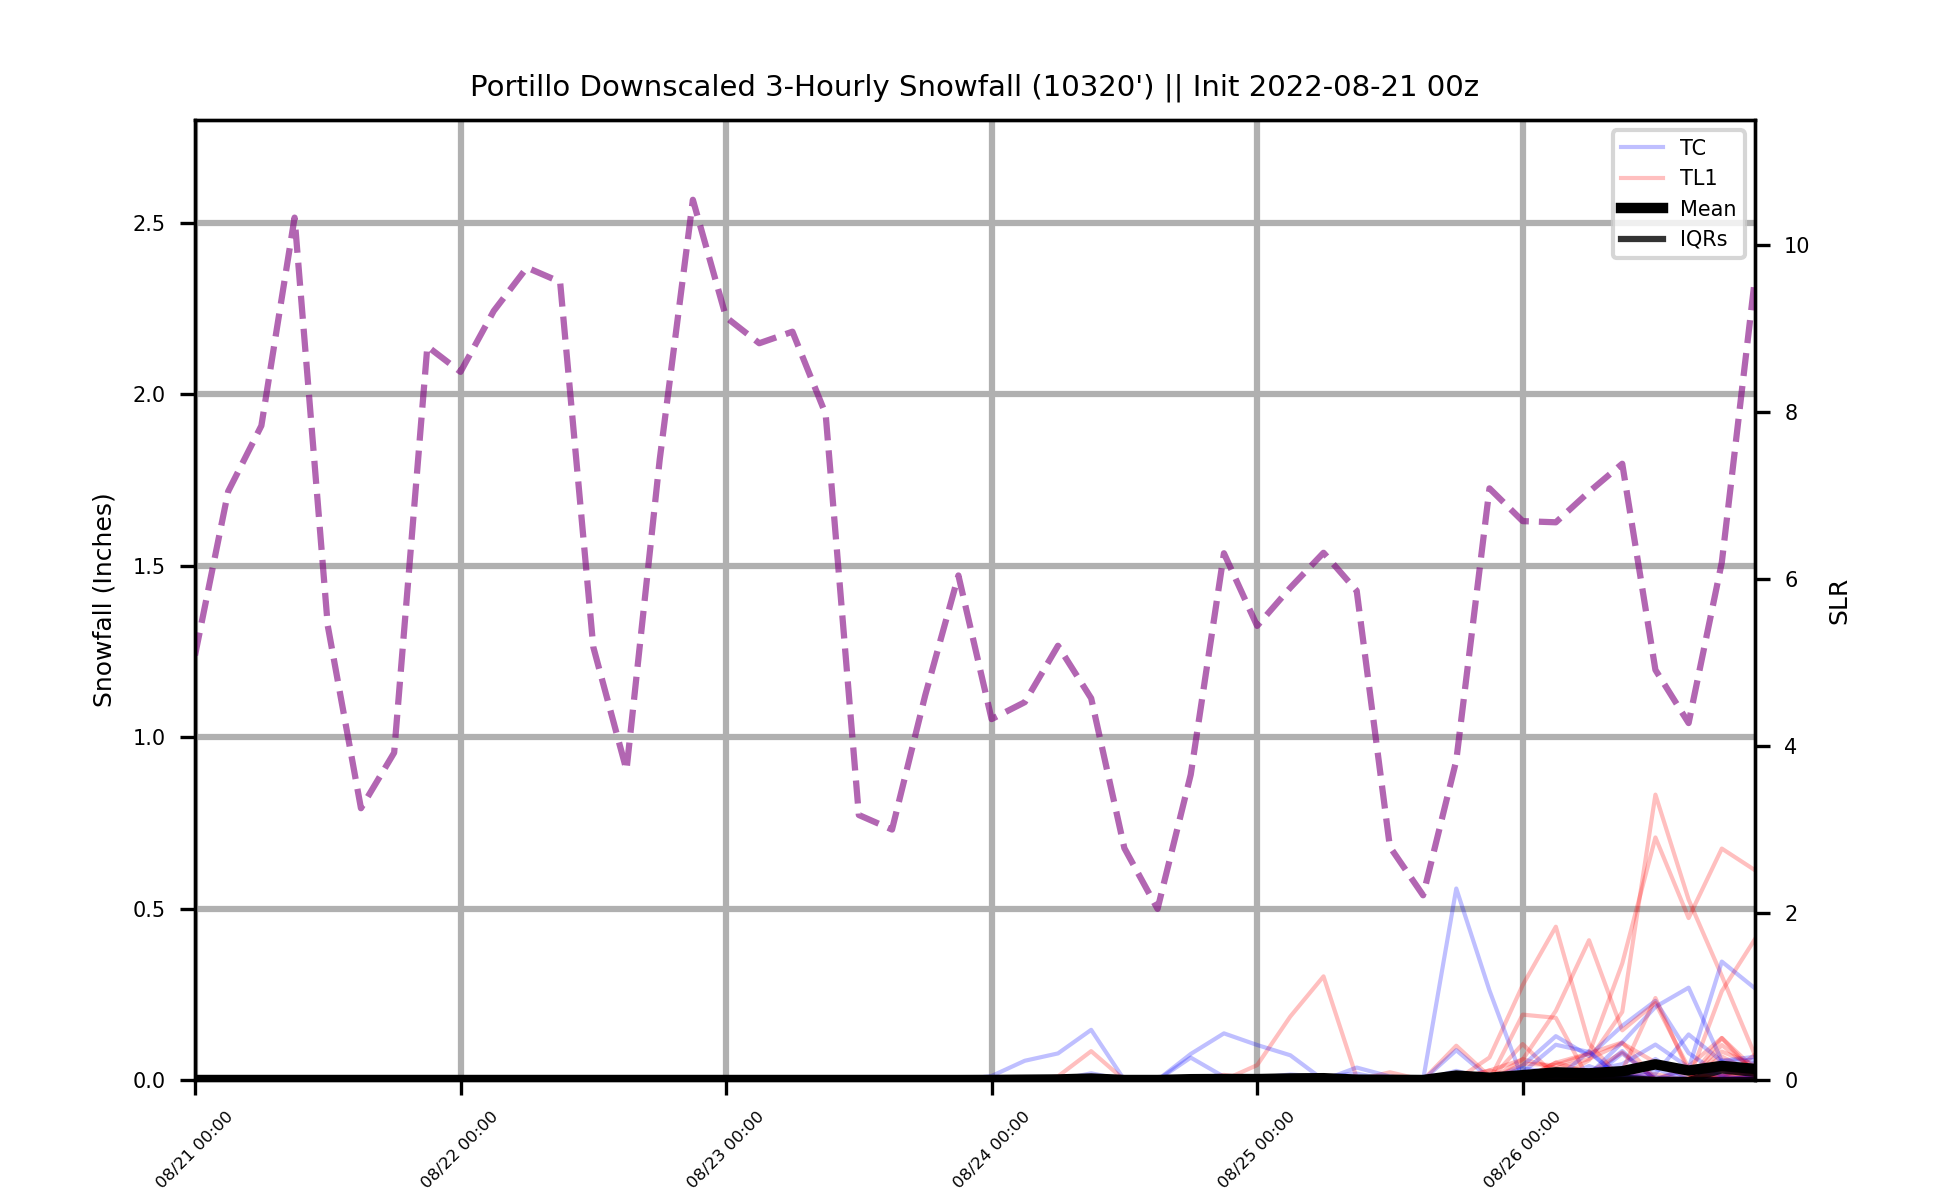 Portillo Downscaled 3-Hourly Snowfall (10320') || Init 2022-08-21 00z
TC
TL1
Mean
IQRs
Snowfall (Inches)
2.5
2.0
1.5
1.0
0.5
0.0
SLR
10
8
6
4
2
0
08/21 00:00
08/22 00:00
08/23 00:00
08/24 00:00
08/25 00:00
08/26 00:00